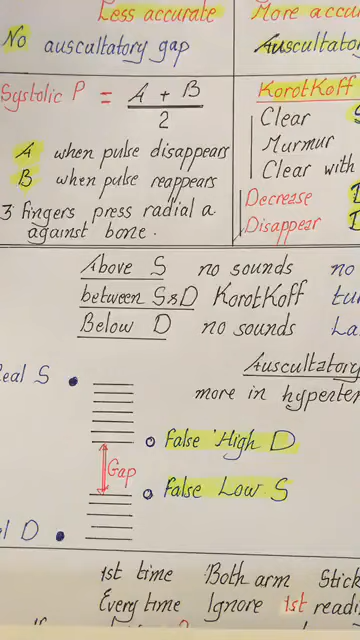 Less accurate
More accur
No auscultatory gap
Auscultator
Systolic P = A + B
2
A when pulse disappears
B when pulse reappears
3 fingers press radial a
against bone.
Korotkoff
Clear
Murmur
Clear with
Decrease
Disappear
Above S no sounds no
between S&D Korotkoff tur
Below D no sounds La
Auscultatory
more in hyperten
eal S
False High D
Gap
False Low S
l D
1st time Both arm Stick
Every time Ignore 1st readi